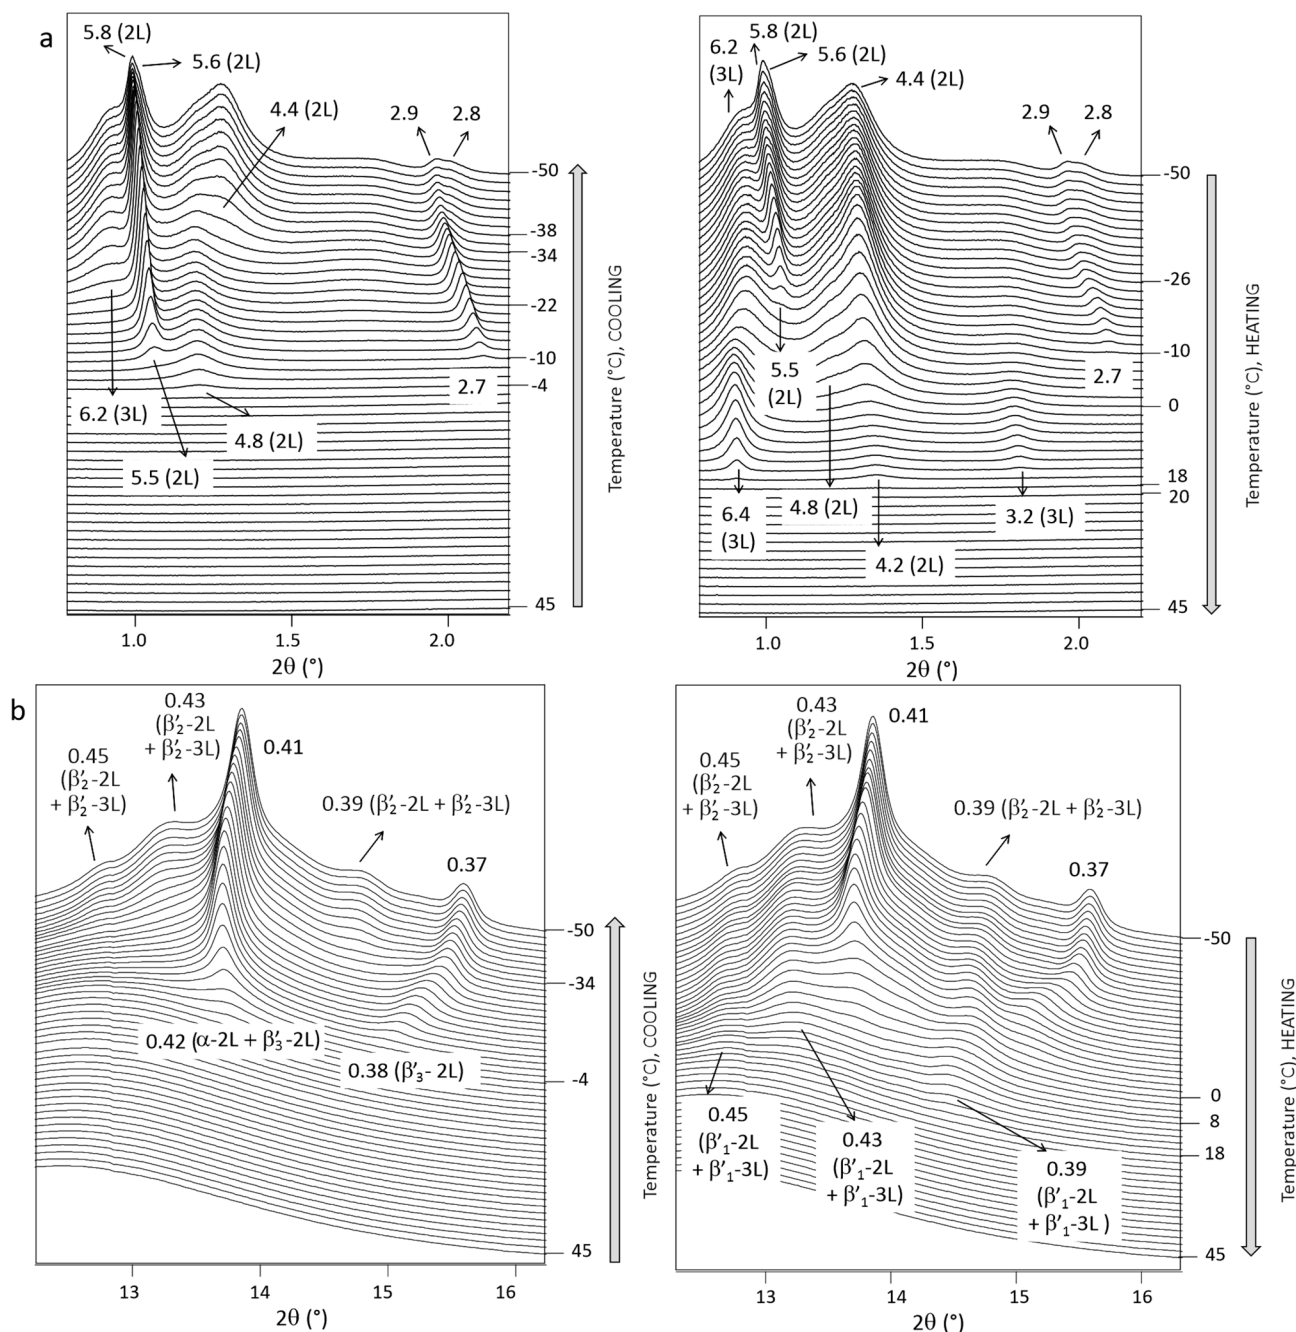 a
5.8 (2L)
5.6 (2L)
4.4 (2L)
2.9
2.8
-50
-38
-34
-22
-10
-4
45
2.7
6.2 (3L)
4.8 (2L)
5.5 (2L)
1.0
1.5
2.0
2θ (°)
Temperature (°C), COOLING
6.2
(3L)
5.8 (2L)
5.6 (2L)
4.4 (2L)
2.9
2.8
-50
-26
-10
0
18
20
45
5.5
(2L)
2.7
6.4
(3L)
4.8 (2L)
3.2 (3L)
4.2 (2L)
1.0
1.5
2.0
2θ (°)
Temperature (°C), HEATING
b
0.45
(β′2-2L
+ β′2-3L)
0.43
(β′2-2L
+ β′2-3L)
0.41
0.39 (β′2-2L + β′2-3L)
0.37
-50
-34
-4
45
0.42 (α-2L + β′3-2L)
0.38 (β′3- 2L)
13
14
15
16
2θ (°)
Temperature (°C), COOLING
0.45
(β′2-2L
+ β′2-3L)
0.43
(β′2-2L
+ β′2-3L)
0.41
0.39 (β′2-2L + β′2-3L)
0.37
-50
0
8
18
45
0.45
(β′1-2L
+ β′1-3L)
0.43
(β′1-2L
+ β′1-3L)
0.39
(β′1-2L
+ β′1-3L )
13
14
15
16
2θ (°)
Temperature (°C), HEATING